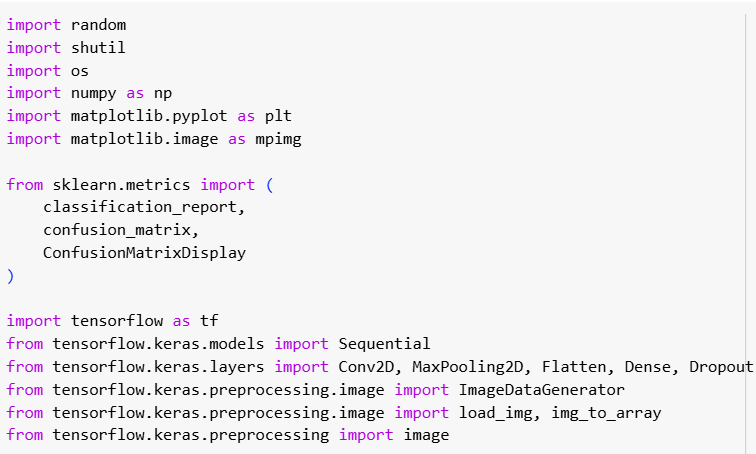 import random
import shutil
import os
import numpy as np
import matplotlib.pyplot as plt
import matplotlib.image as mpimg

from sklearn.metrics import (
    classification_report,
    confusion_matrix,
    ConfusionMatrixDisplay
)

import tensorflow as tf
from tensorflow.keras.models import Sequential
from tensorflow.keras.layers import Conv2D, MaxPooling2D, Flatten, Dense, Dropout
from tensorflow.keras.preprocessing.image import ImageDataGenerator
from tensorflow.keras.preprocessing.image import load_img, img_to_array
from tensorflow.keras.preprocessing import image